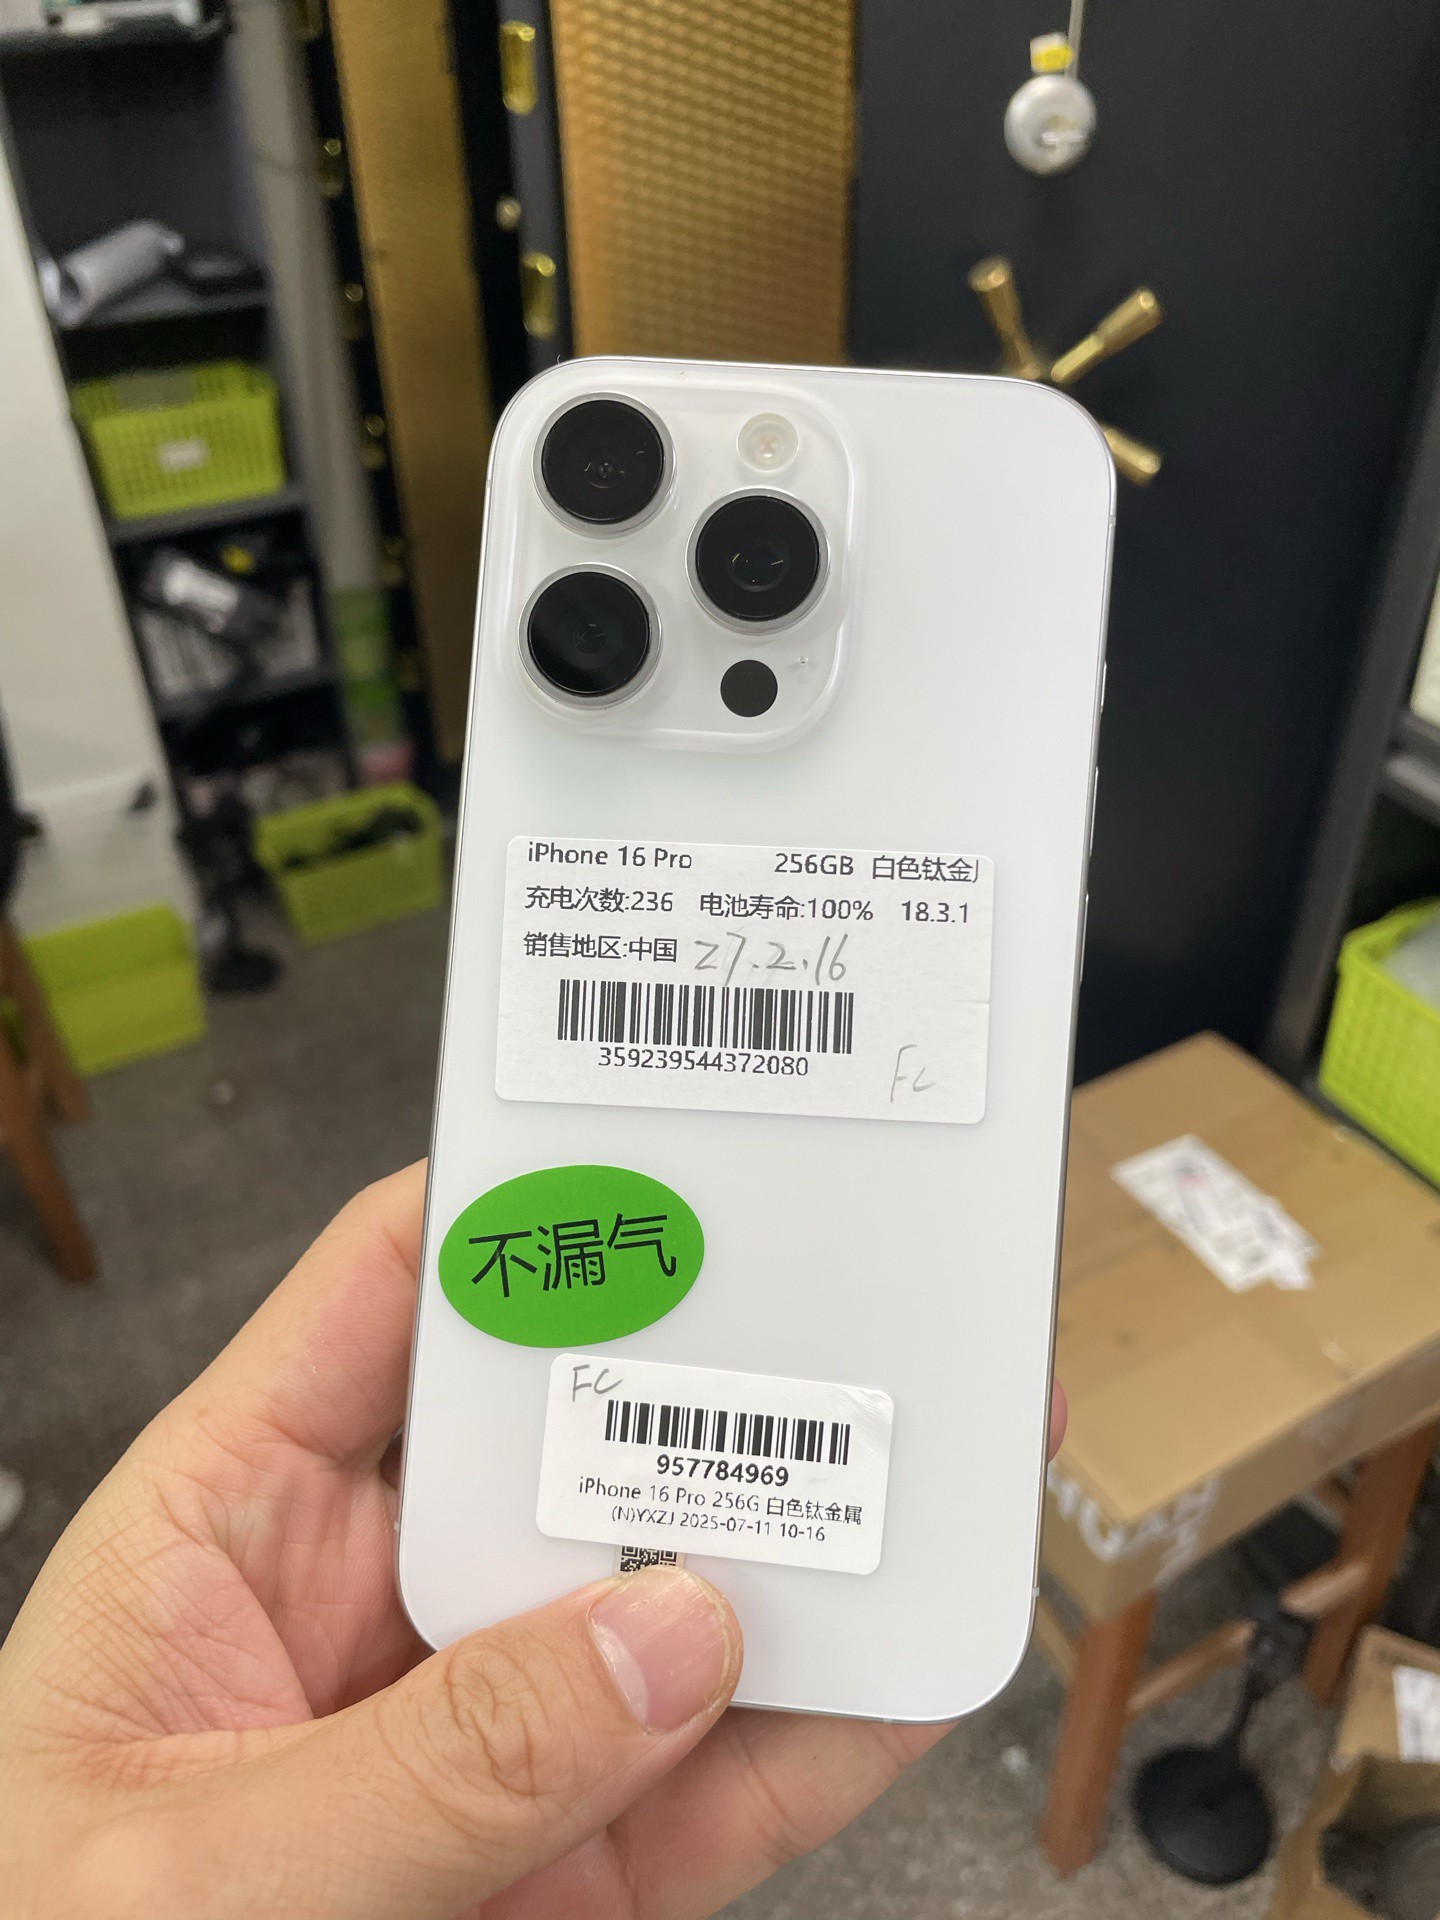 iPhone 16 Pro 256GB 白色钛金
充电次数:236 电池寿命:100% 18.3.1
销售地区:中国 27.2.16
359239544372080
FC
不漏气
FC
957784969
iPhone 16 Pro 256G 白色钛金属
(N)YXZJ 2025-07-11 10-16